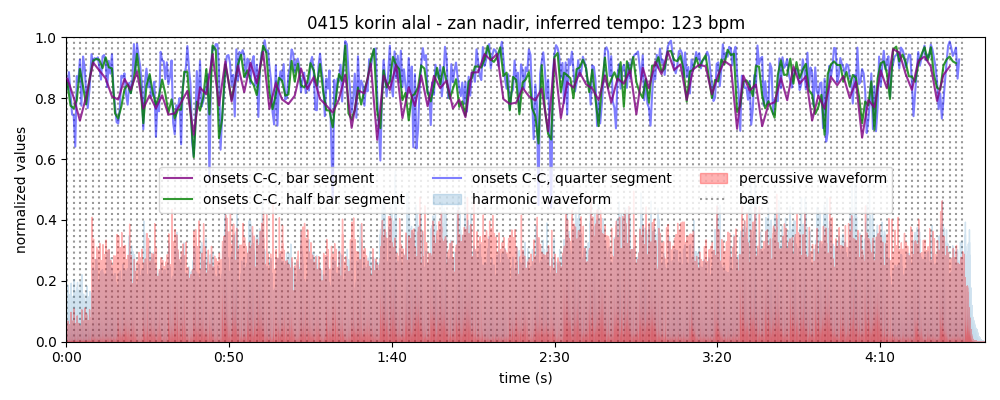 0415 korin alal - zan nadir, inferred tempo: 123 bpm
1.0
0.8
0.6
0.4
0.2
0.0
normalized values
onsets C-C, bar segment
onsets C-C, half bar segment
onsets C-C, quarter segment
harmonic waveform
percussive waveform
bars
0:00 0:50 1:40 2:30 3:20 4:10
time (s)